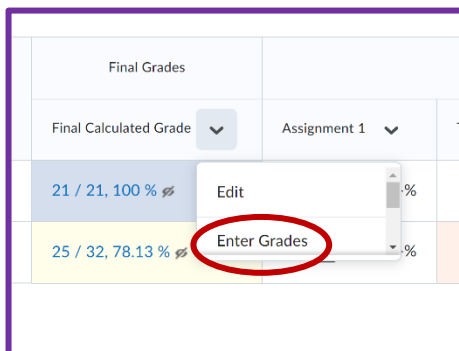 Final Grades
Final Calculated Grade
Assignment 1
21 / 21, 100 %
Edit
%
25 / 32, 78.13 %
Enter Grades
%